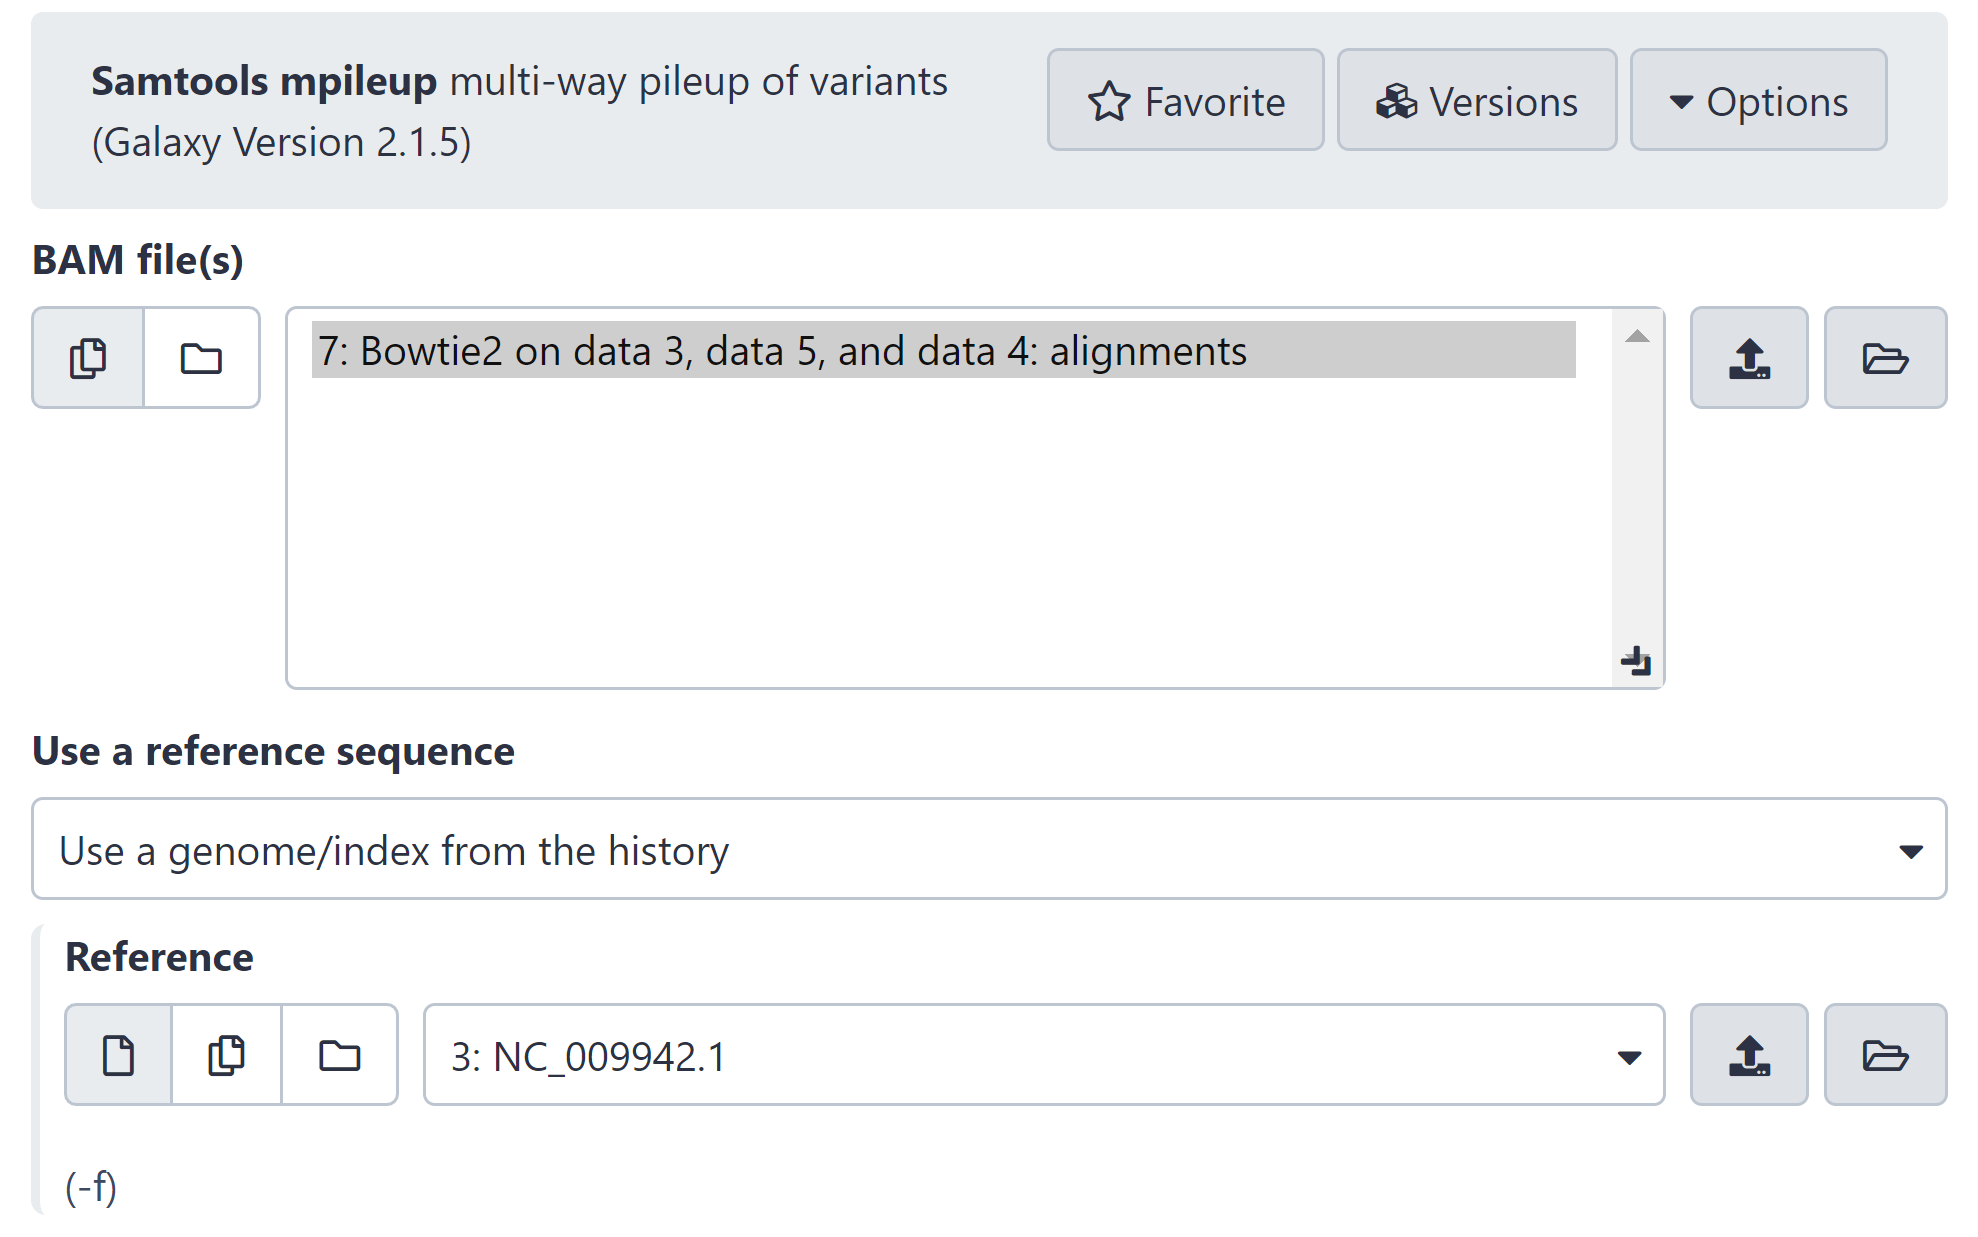 Samtools mpileup multi-way pileup of variants
(Galaxy Version 2.1.5)
Favorite
Versions
Options
BAM file(s)
7: Bowtie2 on data 3, data 5, and data 4: alignments
Use a reference sequence
Use a genome/index from the history
Reference
3: NC_009942.1
(-f)